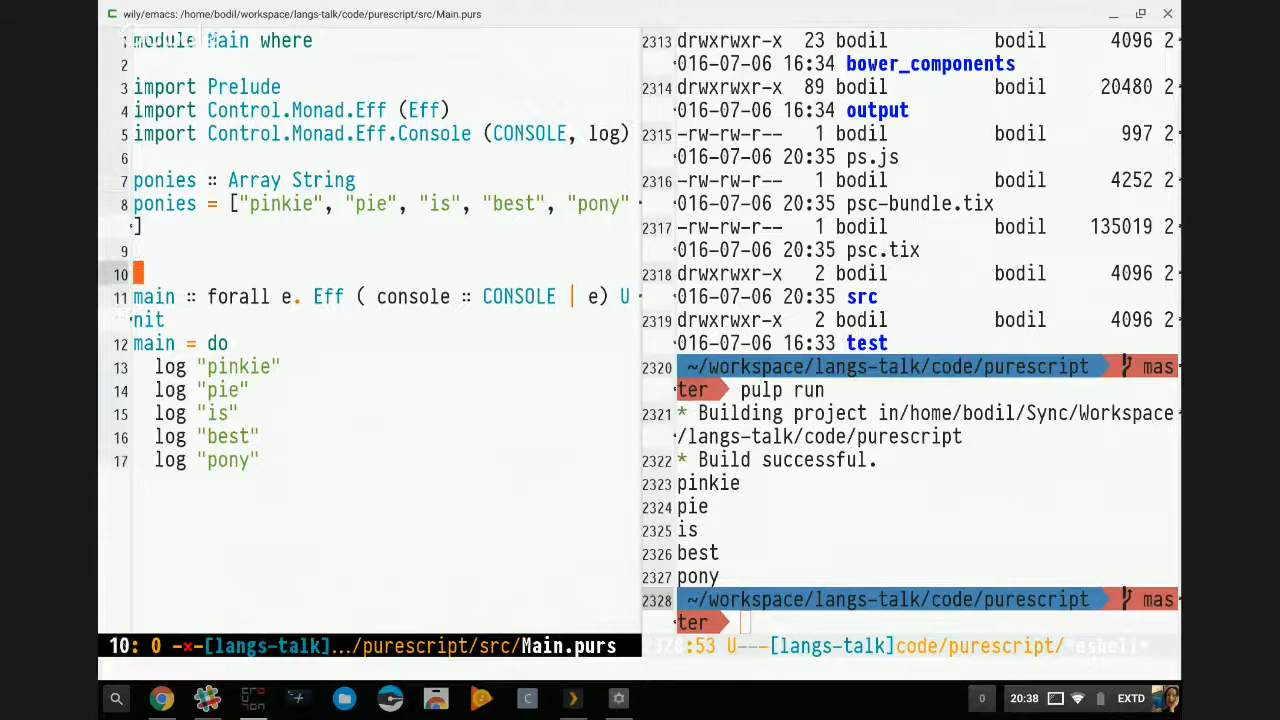 wily/emacs: /home/bodil/workspace/langs-talk/code/purescript/src/Main.purs
1 module Main where
2
3 import Prelude
4 import Control.Monad.Eff (Eff)
5 import Control.Monad.Eff.Console (CONSOLE, log)
6
7 ponies :: Array String
8 ponies = ["pinkie", "pie", "is", "best", "pony"
]
9
10
11 main :: forall e. Eff ( console :: CONSOLE | e) U
nit
12 main = do
13 log "pinkie"
14 log "pie"
15 log "is"
16 log "best"
17 log "pony"
10: 0 -×-[langs-talk].../purescript/src/Main.purs
2313 drwxrwxr-x 23 bodil bodil 4096 2
016-07-06 16:34 bower_components
2314 drwxrwxr-x 89 bodil bodil 20480 2
016-07-06 16:34 output
2315 -rw-rw-r-- 1 bodil bodil 997 2
016-07-06 20:35 ps.js
2316 -rw-rw-r-- 1 bodil bodil 4252 2
016-07-06 20:35 psc-bundle.tix
2317 -rw-rw-r-- 1 bodil bodil 135019 2
016-07-06 20:35 psc.tix
2318 drwxrwxr-x 2 bodil bodil 4096 2
016-07-06 20:35 src
2319 drwxrwxr-x 2 bodil bodil 4096 2
016-07-06 16:33 test
2320 ~/workspace/langs-talk/code/purescript mas
ter pulp run
2321 * Building project in/home/bodil/Sync/Workspace
/langs-talk/code/purescript
2322 * Build successful.
2323 pinkie
2324 pie
2325 is
2326 best
2327 pony
2328 ~/workspace/langs-talk/code/purescript mas
ter
:53 U---[langs-talk]code/purescript/ *eshell*
0 20:38 EXTD